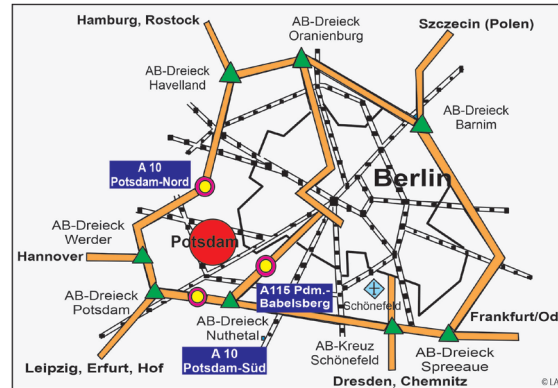 Hamburg, Rostock
AB-Dreieck
Oranienburg
Szczecin (Polen)
AB-Dreieck
Havelland
AB-Dreieck
Barnim
A 10
Potsdam-Nord
Berlin
AB-Dreieck
Werder
Potsdam
Hannover
AB-Dreieck
Potsdam
A115 Pdm.-
Babelsberg
Schönefeld
AB-Dreieck
Nuthetal
Frankfurt/Od
A 10
Potsdam-Süd
AB-Kreuz
Schönefeld
AB-Dreieck
Spreeaue
Leipzig, Erfurt, Hof
Dresden, Chemnitz